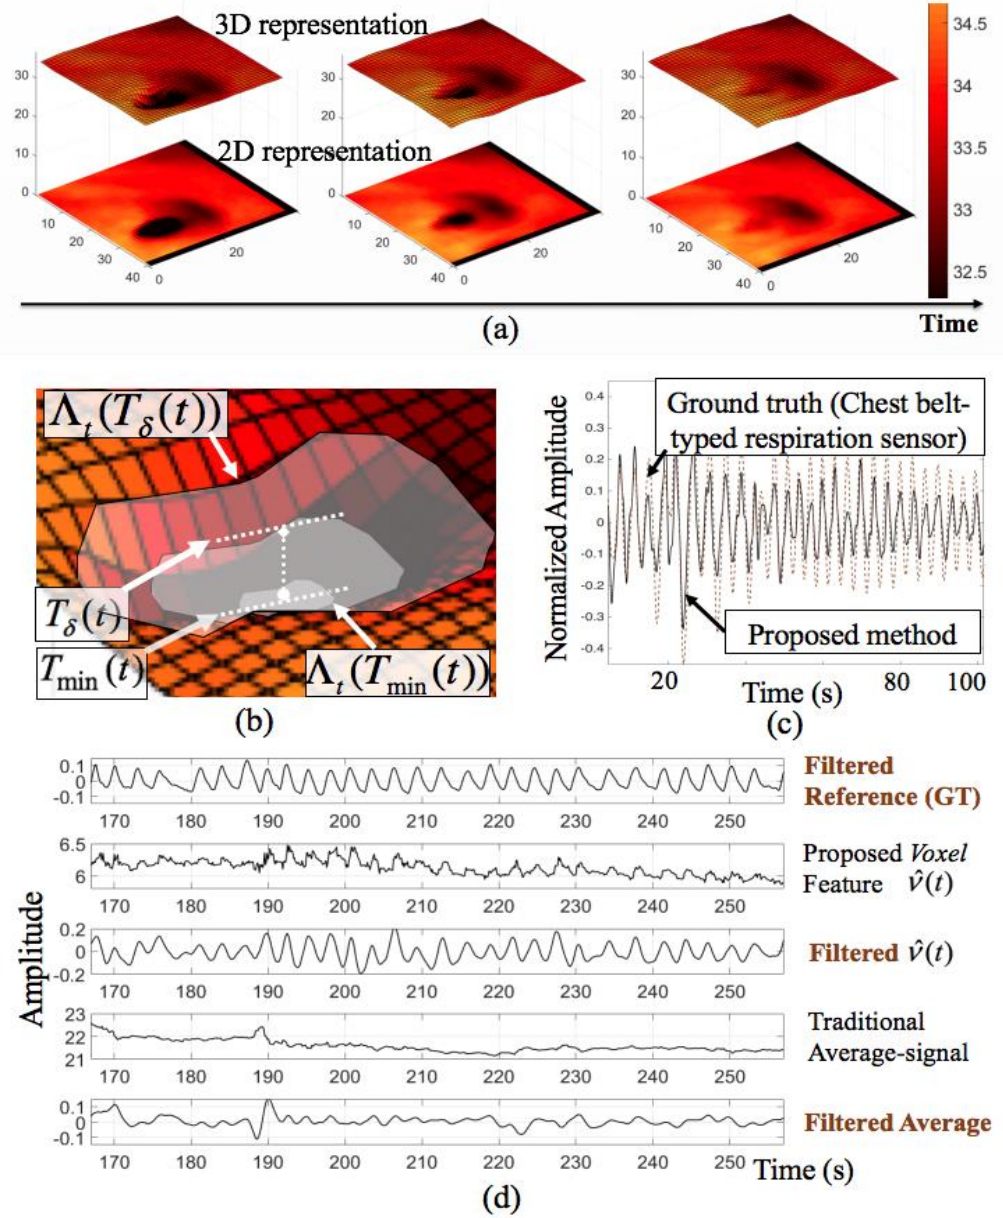 3D representation
30
20
10
0
2D representation
30
20
10
0
30
20
10
0
10
20
30
40
0
20
10
20
30
40
0
20
10
20
30
40
0
20
34.5
34
33.5
33
32.5
Time
(a)
Λt(Tδ(t))
Tδ(t)
Tmin(t)
Λt(Tmin(t))
(b)
Normalized Amplitude
0.4
0.3
0.2
0.1
0
-0.1
-0.2
-0.3
-0.4
Ground truth (Chest belt-
typed respiration sensor)
Proposed method
20
80
100
Time (s)
(c)
Amplitude
0.1
0
-0.1
170 180 190 200 210 220 230 240 250
Filtered
Reference (GT)
6.5
6
170 180 190 200 210 220 230 240 250
Proposed Voxel
Feature v̂(t)
0.2
0
-0.2
170 180 190 200 210 220 230 240 250
Filtered v̂(t)
23
22
21
170 180 190 200 210 220 230 240 250
Traditional
Average-signal
0.1
0
-0.1
170 180 190 200 210 220 230 240 250
Filtered Average
Time (s)
(d)